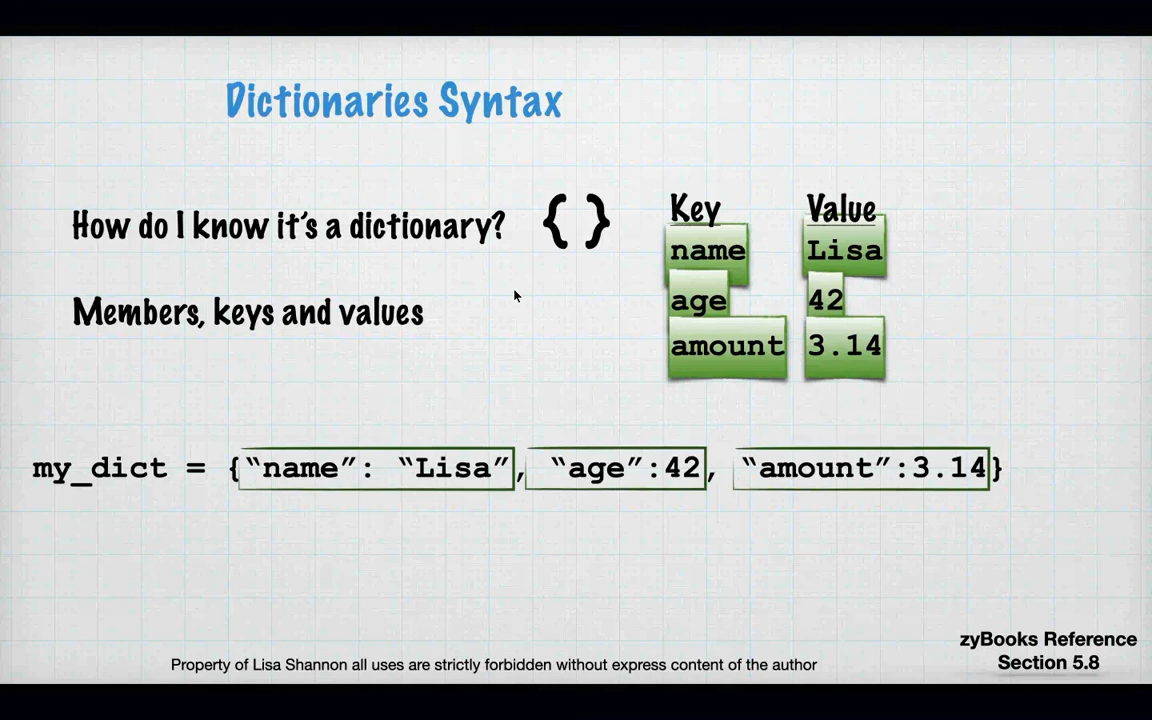 Dictionaries Syntax
How do I know it's a dictionary? { }
Members, keys and values
Key Value
name Lisa
age 42
amount 3.14
my_dict = {“name”: “Lisa”, “age”:42, “amount”:3.14}
zyBooks Reference
Section 5.8
Property of Lisa Shannon all uses are strictly forbidden without express content of the author